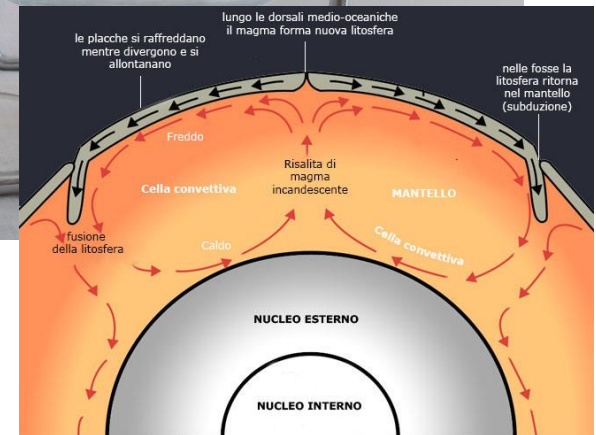 lungo le dorsali medio-oceaniche
il magma forma nuova litosfera
le placche si raffreddano
mentre divergono e si
allontanano
nelle fosse la
litosfera ritorna
nel mantello
(subduzione)
Freddo
Risalita di
magma
incandescente
Cella convettiva
MANTELLO
fusione
della litosfera
Caldo
Cella convettiva
NUCLEO ESTERNO
NUCLEO INTERNO